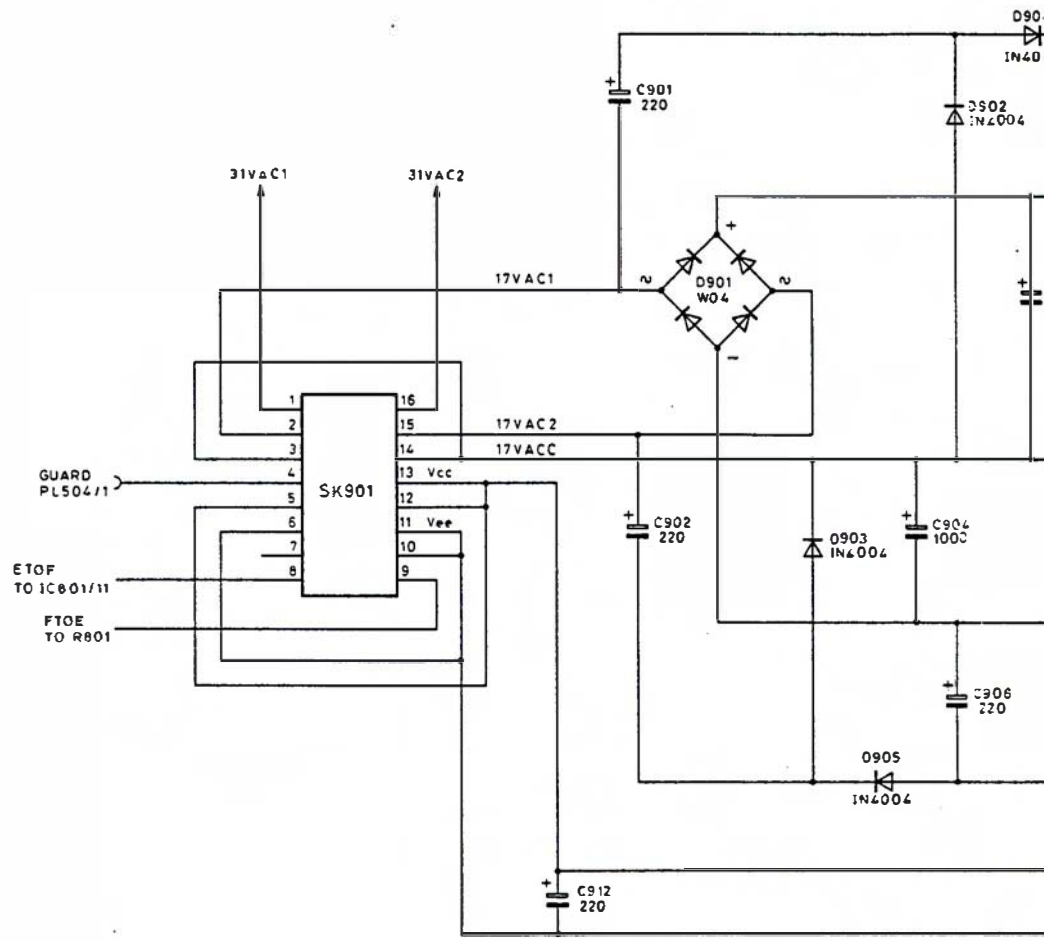 D904
IN40
+ C901
220
D902
IN4004
31VAC1
31VAC2
+
17VAC1
~ D901 ~
W04
+
-
1
16
2
15
17VAC2
3
14
17VACC
GUARD
PL504/1
4
13
Vcc
SK901
5
12
6
11
Vee
7
10
8
9
ETOF
TO IC801/11
FTOE
TO R801
+ C902
220
D903
IN4004
+ C904
1000
+ C906
220
D905
IN4004
+ C912
220